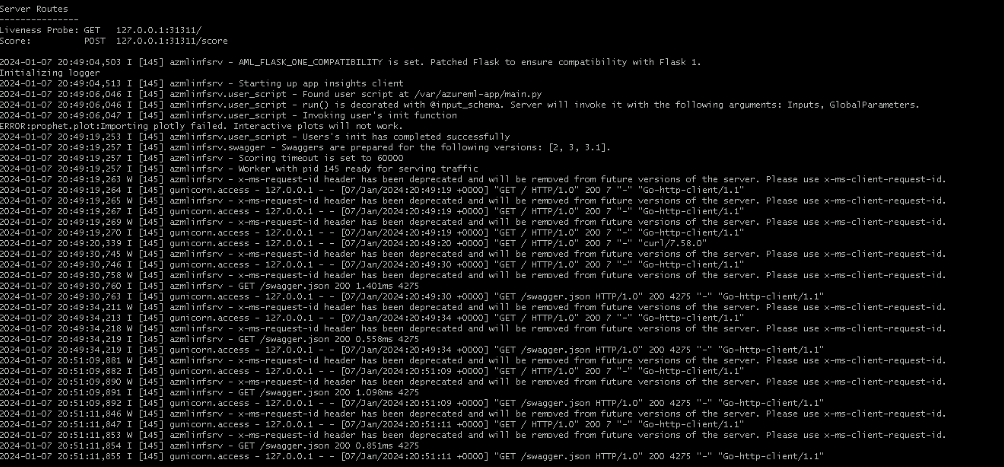 Server Routes
---------------
Liveness Probe: GET   127.0.0.1:31311/
Score:          POST  127.0.0.1:31311/score
2024-01-07 20:49:04,503 I [145] azmlinfsrv - AML_FLASK_ONE_COMPATIBILITY is set. Patched Flask to ensure compatibility with Flask 1.
Initializing logger
2024-01-07 20:49:04,513 I [145] azmlinfsrv - Starting up app insights client
2024-01-07 20:49:06,046 I [145] azmlinfsrv.user_script - Found user script at /var/azureml-app/main.py
2024-01-07 20:49:06,046 I [145] azmlinfsrv.user_script - run() is decorated with @input_schema. Server will invoke it with the following arguments: Inputs, GlobalParameters.
2024-01-07 20:49:06,047 I [145] azmlinfsrv.user_script - Invoking user's init function
ERROR:prophet.plot:Importing plotly failed. Interactive plots will not work.
2024-01-07 20:49:19,253 I [145] azmlinfsrv.user_script - Users's init has completed successfully
2024-01-07 20:49:19,257 I [145] azmlinfsrv.swagger - Swaggers are prepared for the following versions: [2, 3, 3.1].
2024-01-07 20:49:19,257 I [145] azmlinfsrv - Scoring timeout is set to 60000
2024-01-07 20:49:19,257 I [145] azmlinfsrv - Worker with pid 145 ready for serving traffic
2024-01-07 20:49:19,263 W [145] azmlinfsrv - x-ms-request-id header has been deprecated and will be removed from future versions of the server. Please use x-ms-client-request-id.
2024-01-07 20:49:19,264 I [145] gunicorn.access - 127.0.0.1 - - [07/Jan/2024:20:49:19 +0000] "GET / HTTP/1.0" 200 7 "-" "Go-http-client/1.1"
2024-01-07 20:49:19,265 W [145] azmlinfsrv - x-ms-request-id header has been deprecated and will be removed from future versions of the server. Please use x-ms-client-request-id.
2024-01-07 20:49:19,267 I [145] gunicorn.access - 127.0.0.1 - - [07/Jan/2024:20:49:19 +0000] "GET / HTTP/1.0" 200 7 "-" "Go-http-client/1.1"
2024-01-07 20:49:19,269 W [145] azmlinfsrv - x-ms-request-id header has been deprecated and will be removed from future versions of the server. Please use x-ms-client-request-id.
2024-01-07 20:49:19,270 I [145] gunicorn.access - 127.0.0.1 - - [07/Jan/2024:20:49:19 +0000] "GET / HTTP/1.0" 200 7 "-" "Go-http-client/1.1"
2024-01-07 20:49:20,339 I [145] gunicorn.access - 127.0.0.1 - - [07/Jan/2024:20:49:20 +0000] "GET / HTTP/1.0" 200 7 "-" "curl/7.58.0"
2024-01-07 20:49:30,745 W [145] azmlinfsrv - x-ms-request-id header has been deprecated and will be removed from future versions of the server. Please use x-ms-client-request-id.
2024-01-07 20:49:30,746 I [145] gunicorn.access - 127.0.0.1 - - [07/Jan/2024:20:49:30 +0000] "GET / HTTP/1.0" 200 7 "-" "Go-http-client/1.1"
2024-01-07 20:49:30,758 W [145] azmlinfsrv - x-ms-request-id header has been deprecated and will be removed from future versions of the server. Please use x-ms-client-request-id.
2024-01-07 20:49:30,760 I [145] azmlinfsrv - GET /swagger.json 200 1.401ms 4275
2024-01-07 20:49:30,763 I [145] gunicorn.access - 127.0.0.1 - - [07/Jan/2024:20:49:30 +0000] "GET /swagger.json HTTP/1.0" 200 4275 "-" "Go-http-client/1.1"
2024-01-07 20:49:34,211 W [145] azmlinfsrv - x-ms-request-id header has been deprecated and will be removed from future versions of the server. Please use x-ms-client-request-id.
2024-01-07 20:49:34,213 I [145] gunicorn.access - 127.0.0.1 - - [07/Jan/2024:20:49:34 +0000] "GET / HTTP/1.0" 200 7 "-" "Go-http-client/1.1"
2024-01-07 20:49:34,218 W [145] azmlinfsrv - x-ms-request-id header has been deprecated and will be removed from future versions of the server. Please use x-ms-client-request-id.
2024-01-07 20:49:34,219 I [145] azmlinfsrv - GET /swagger.json 200 0.558ms 4275
2024-01-07 20:49:34,219 I [145] gunicorn.access - 127.0.0.1 - - [07/Jan/2024:20:49:34 +0000] "GET /swagger.json HTTP/1.0" 200 4275 "-" "Go-http-client/1.1"
2024-01-07 20:51:09,881 W [145] azmlinfsrv - x-ms-request-id header has been deprecated and will be removed from future versions of the server. Please use x-ms-client-request-id.
2024-01-07 20:51:09,882 I [145] gunicorn.access - 127.0.0.1 - - [07/Jan/2024:20:51:09 +0000] "GET / HTTP/1.0" 200 7 "-" "Go-http-client/1.1"
2024-01-07 20:51:09,890 W [145] azmlinfsrv - x-ms-request-id header has been deprecated and will be removed from future versions of the server. Please use x-ms-client-request-id.
2024-01-07 20:51:09,891 I [145] azmlinfsrv - GET /swagger.json 200 1.098ms 4275
2024-01-07 20:51:09,892 I [145] gunicorn.access - 127.0.0.1 - - [07/Jan/2024:20:51:09 +0000] "GET /swagger.json HTTP/1.0" 200 4275 "-" "Go-http-client/1.1"
2024-01-07 20:51:11,846 W [145] azmlinfsrv - x-ms-request-id header has been deprecated and will be removed from future versions of the server. Please use x-ms-client-request-id.
2024-01-07 20:51:11,847 I [145] gunicorn.access - 127.0.0.1 - - [07/Jan/2024:20:51:11 +0000] "GET / HTTP/1.0" 200 7 "-" "Go-http-client/1.1"
2024-01-07 20:51:11,853 W [145] azmlinfsrv - x-ms-request-id header has been deprecated and will be removed from future versions of the server. Please use x-ms-client-request-id.
2024-01-07 20:51:11,854 I [145] azmlinfsrv - GET /swagger.json 200 0.851ms 4275
2024-01-07 20:51:11,855 I [145] gunicorn.access - 127.0.0.1 - - [07/Jan/2024:20:51:11 +0000] "GET /swagger.json HTTP/1.0" 200 4275 "-" "Go-http-client/1.1"